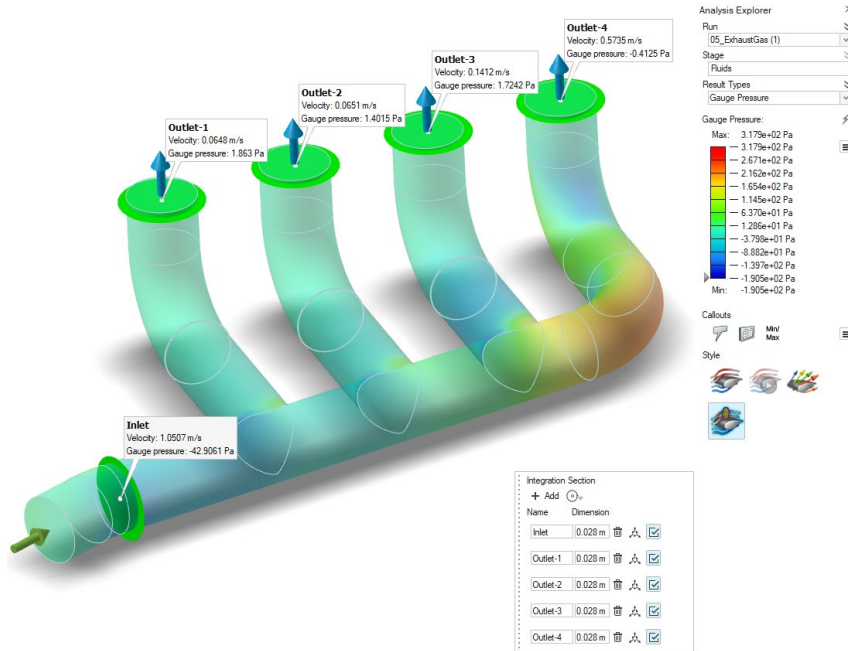 Outlet-4
Velocity: 0.5735 m/s
Gauge pressure: -0.4125 Pa
Outlet-3
Velocity: 0.1412 m/s
Gauge pressure: 1.7242 Pa
Outlet-2
Velocity: 0.0651 m/s
Gauge pressure: 1.4015 Pa
Outlet-1
Velocity: 0.0648 m/s
Gauge pressure: 1.863 Pa
Inlet
Velocity: 1.0507 m/s
Gauge pressure: -42.9061 Pa
Analysis Explorer
Run
05_ExhaustGas (1)
Stage
Fluids
Result Types
Gauge Pressure
Gauge Pressure:
Max: 3.179e+02 Pa
3.179e+02 Pa
2.671e+02 Pa
2.162e+02 Pa
1.654e+02 Pa
1.145e+02 Pa
6.370e+01 Pa
1.286e+01 Pa
-3.798e+01 Pa
-8.882e+01 Pa
-1.397e+02 Pa
-1.905e+02 Pa
Min: -1.905e+02 Pa
Callouts
Min/
Max
Style
Integration Section
+ Add
Name Dimension
Inlet 0.028 m
Outlet-1 0.028 m
Outlet-2 0.028 m
Outlet-3 0.028 m
Outlet-4 0.028 m